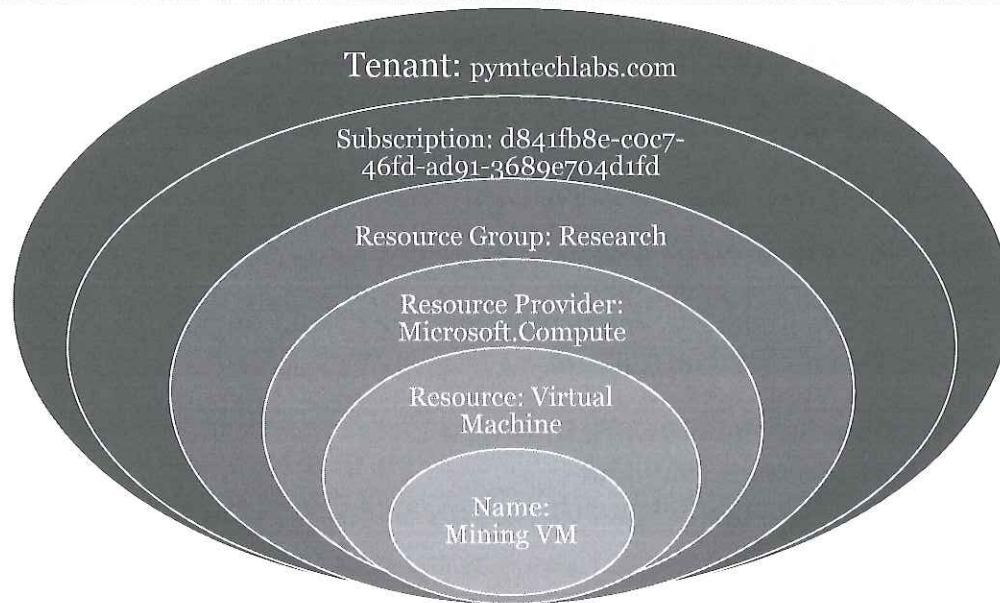 Tenant: pymtechlabs.com
Subscription: d841fb8e-c0c7-
46fd-ad91-3689e704d1fd
Resource Group: Research
Resource Provider:
Microsoft.Compute
Resource: Virtual
Machine
Name:
Mining VM